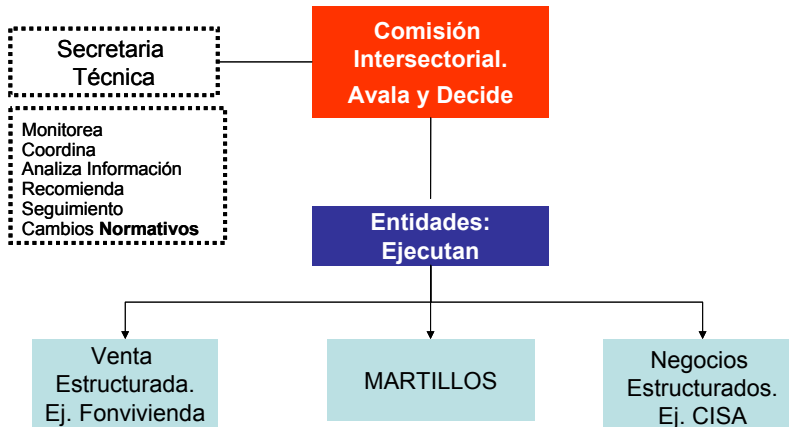 Secretaria
Técnica
Comisión
Intersectorial.
Avala y Decide
Monitorea
Coordina
Analiza Información
Recomienda
Seguimiento
Cambios Normativos
Entidades:
Ejecutan
Venta
Estructurada.
Ej. Fonvivienda
MARTILLOS
Negocios
Estructurados.
Ej. CISA